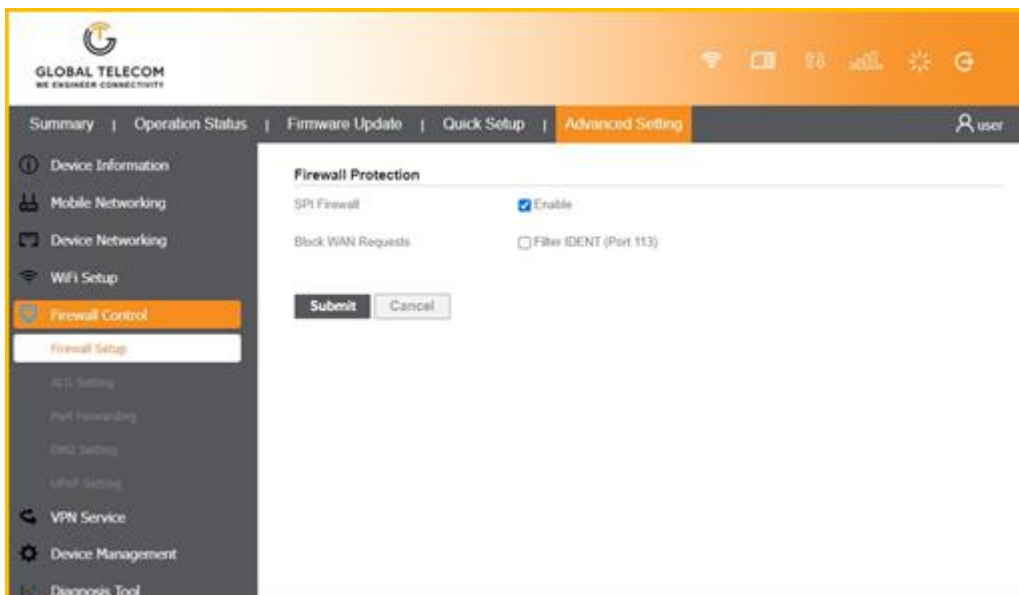 GLOBAL TELECOM
WE ENGINEER CONNECTIVITY
Summary | Operation Status | Firmware Update | Quick Setup | Advanced Setting user
Device Information
Mobile Networking
Device Networking
WiFi Setup
Firewall Control
Firewall Setup
ALG Setting
Port Forwarding
DMZ Setting
UPnP Setting
VPN Service
Device Management
Diagnosis Tool
Firewall Protection
SPI Firewall Enable
Block WAN Requests Filter IDENT (Port 113)
Submit Cancel